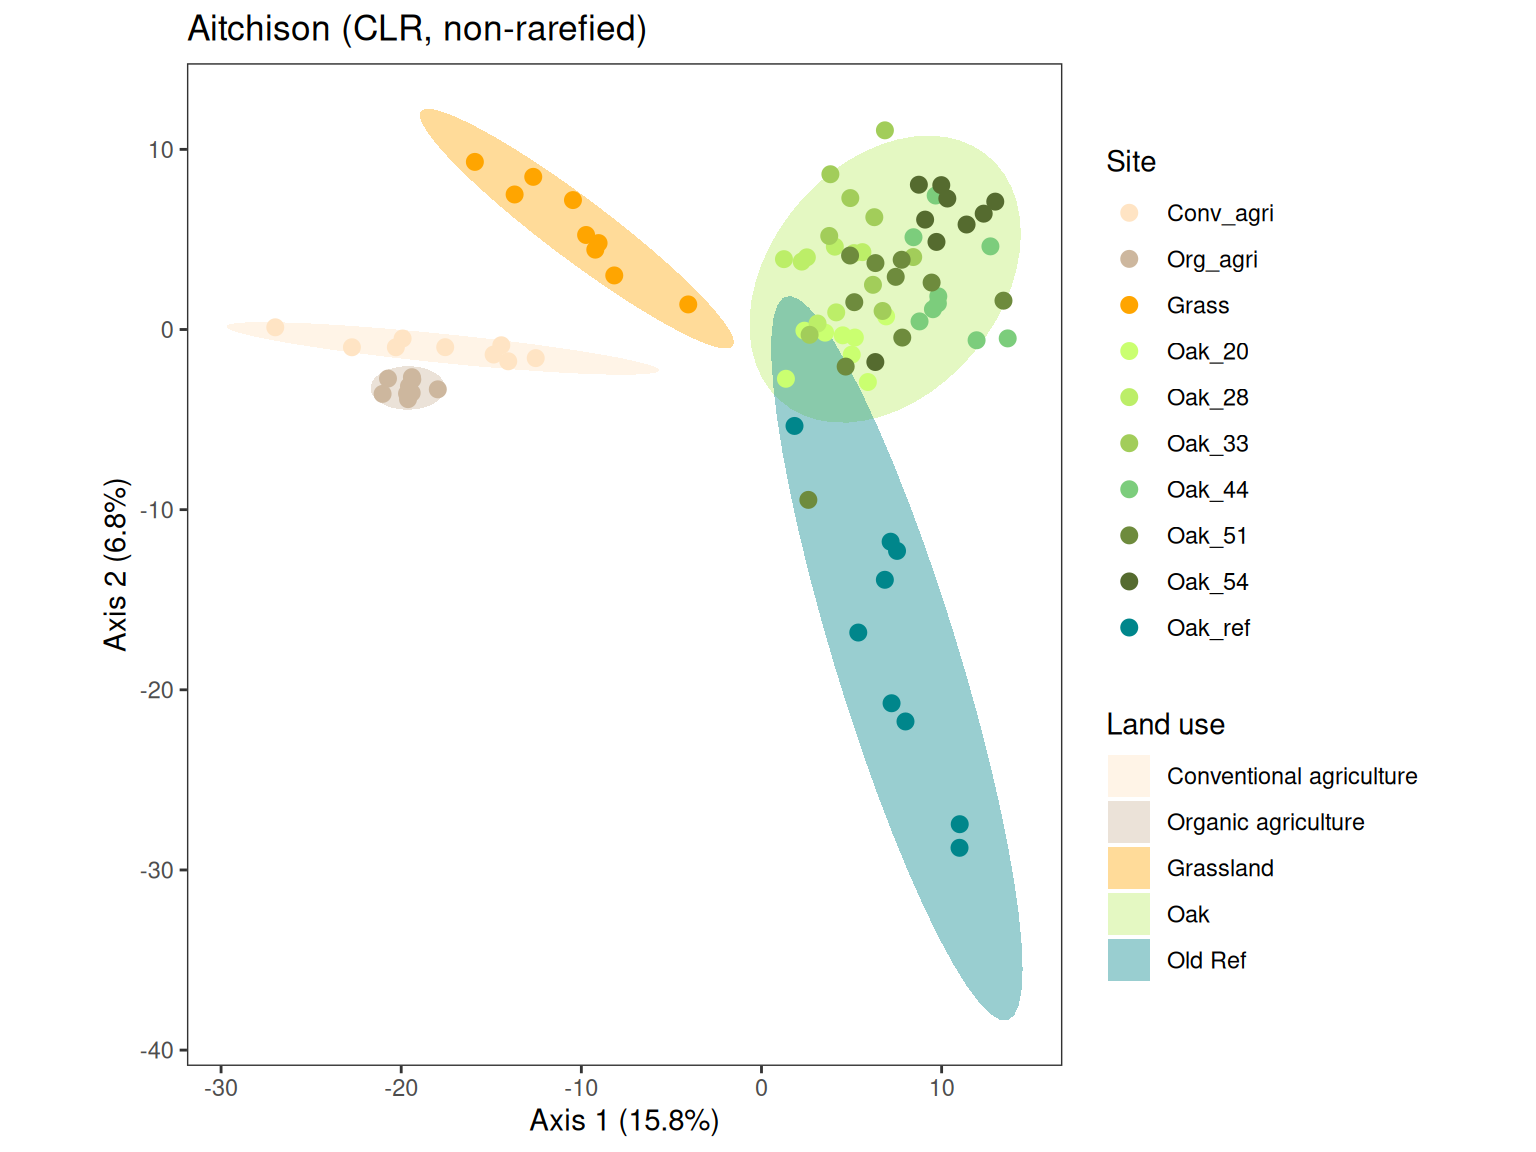 Aitchison (CLR, non-rarefied)
10
0
-10
-20
-30
-40
Axis 2 (6.8%)
-30
-20
-10
0
10
Axis 1 (15.8%)
Site
Conv_agri
Org_agri
Grass
Oak_20
Oak_28
Oak_33
Oak_44
Oak_51
Oak_54
Oak_ref
Land use
Conventional agriculture
Organic agriculture
Grassland
Oak
Old Ref